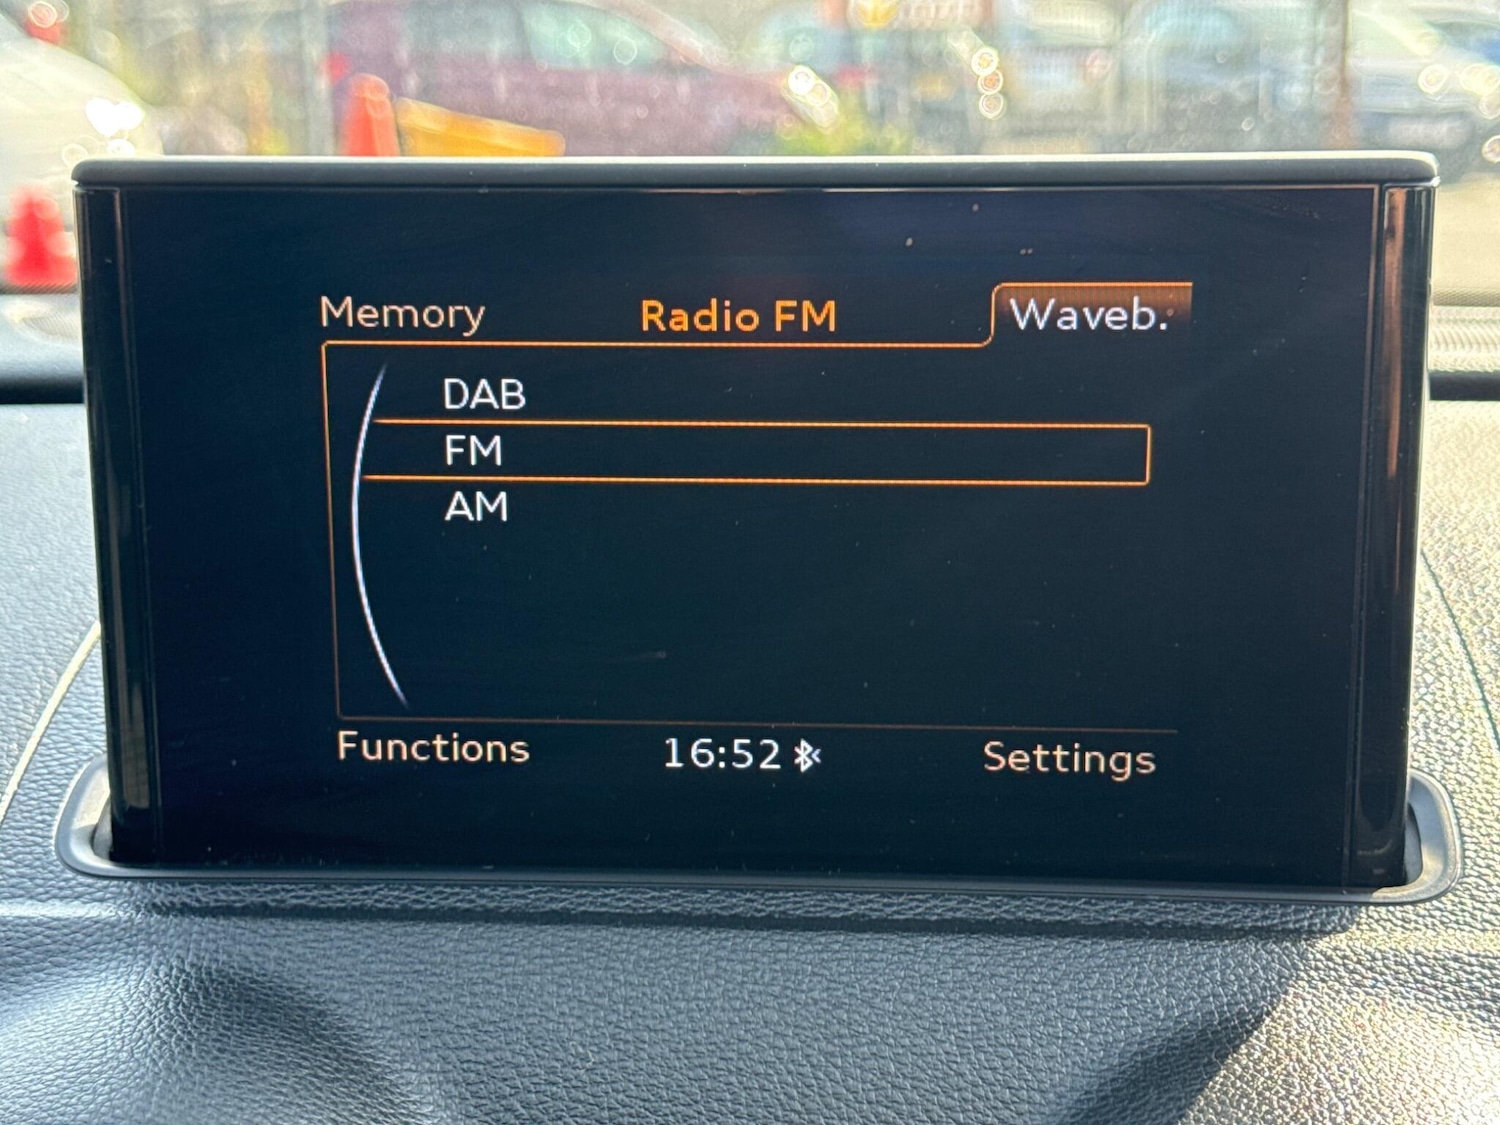 Memory Radio FM Waveb.
DAB
FM
AM
Functions 16:52 Settings